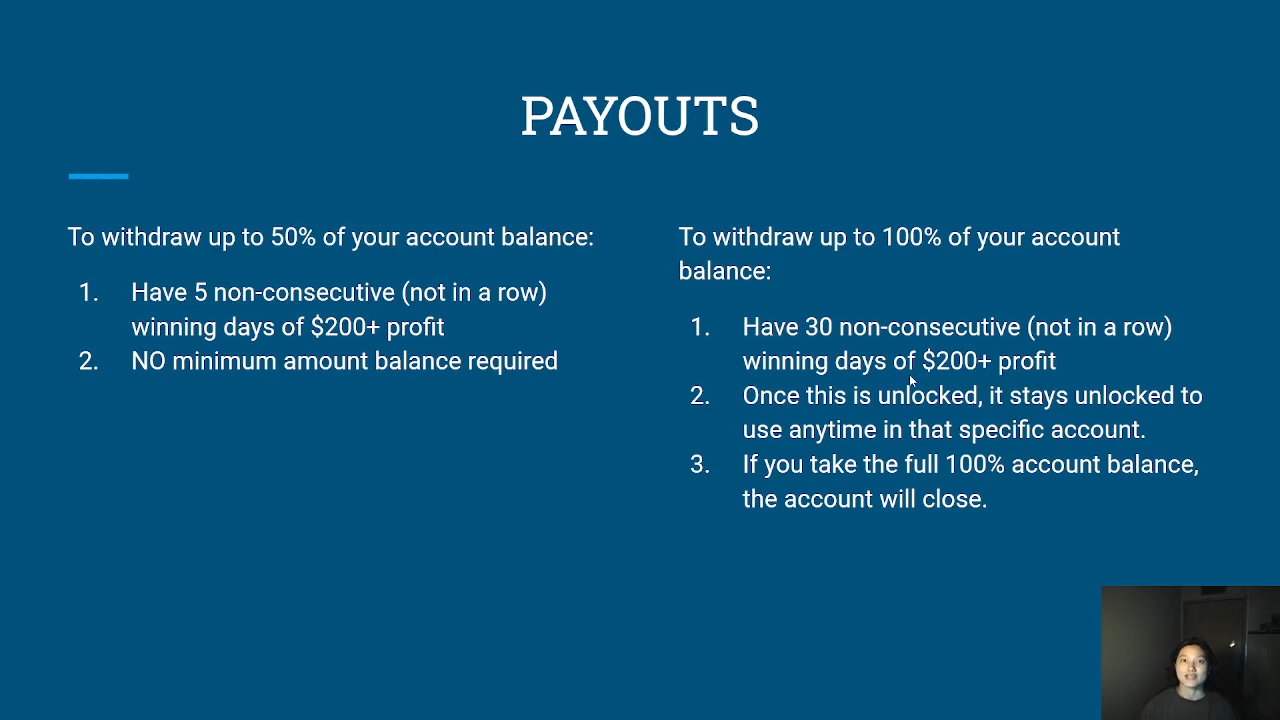 PAYOUTS
To withdraw up to 50% of your account balance:
1. Have 5 non-consecutive (not in a row)
winning days of $200+ profit
2. NO minimum amount balance required
To withdraw up to 100% of your account
balance:
1. Have 30 non-consecutive (not in a row)
winning days of $200+ profit
2. Once this is unlocked, it stays unlocked to
use anytime in that specific account.
3. If you take the full 100% account balance,
the account will close.